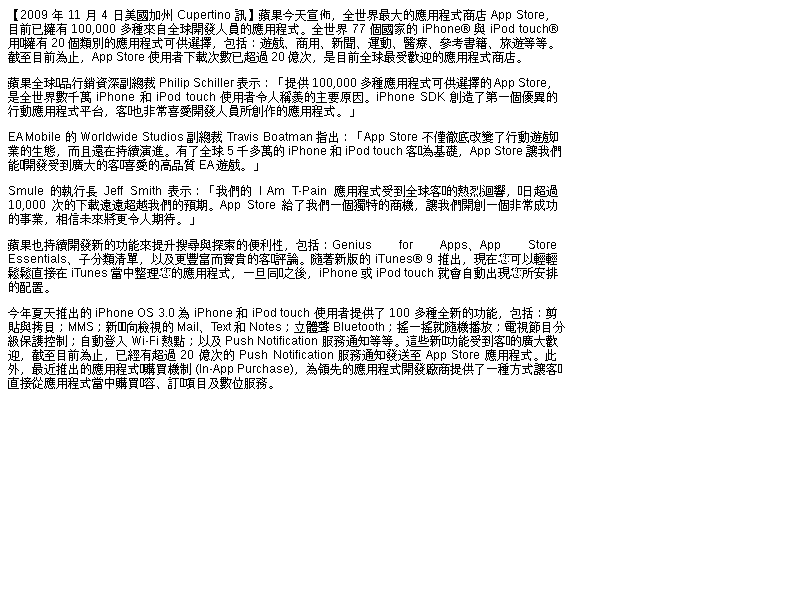 【2009 年 11 月 4 日美國加州 Cupertino 訊】蘋果今天宣佈，全世界最大的應用程式商店 App Store，
目前已擁有 100,000 多種來自全球開發人員的應用程式。全世界 77 個國家的 iPhone® 與 iPod touch®
用擁有 20 個類別的應用程式可供選擇，包括：遊戲、商用、新聞、運動、醫療、參考書籍、旅遊等等。
截至目前為止，App Store 使用者下載次數已超過 20 億次，是目前全球最受歡迎的應用程式商店。
蘋果全球品行銷資深副總裁 Philip Schiller 表示：「提供 100,000 多種應用程式可供選擇的 App Store，
是全世界數千萬 iPhone 和 iPod touch 使用者令人稱羨的主要原因。iPhone SDK 創造了第一個優異的
行動應用程式平台，客也非常喜愛開發人員所創作的應用程式。」
EA Mobile 的 Worldwide Studios 副總裁 Travis Boatman 指出：「App Store 不僅徹底改變了行動遊戲
業的生態，而且還在持續演進。有了全球 5 千多萬的 iPhone 和 iPod touch 客為基礎，App Store 讓我們
能開發受到廣大的客喜愛的高品質 EA 遊戲。」
Smule 的執行長 Jeff Smith 表示：「我們的 I Am T-Pain 應用程式受到全球客的熱烈迴響，日超過
10,000 次的下載遠遠超越我們的預期。App Store 給了我們一個獨特的商機，讓我們開創一個非常成功
的事業，相信未來將更令人期待。」
蘋果也持續開發新的功能來提升搜尋與探索的便利性，包括：Genius for Apps、App Store
Essentials、子分類清單，以及更豐富而寶貴的客評論。隨著新版的 iTunes® 9 推出，現在您可以輕輕
鬆鬆直接在 iTunes 當中整理您的應用程式，一旦同之後，iPhone 或 iPod touch 就會自動出現您所安排
的配置。
今年夏天推出的 iPhone OS 3.0 為 iPhone 和 iPod touch 使用者提供了 100 多種全新的功能，包括：剪
貼與拷貝；MMS；新向檢視的 Mail、Text 和 Notes；立體聲 Bluetooth；搖一搖就隨機播放；電視節目分
級保護控制；自動登入 Wi-Fi 熱點；以及 Push Notification 服務通知等等。這些新功能受到客的廣大歡
迎，截至目前為止，已經有超過 20 億次的 Push Notification 服務通知發送至 App Store 應用程式。此
外，最近推出的應用程式購買機制 (In-App Purchase)，為領先的應用程式開發廠商提供了一種方式讓客
直接從應用程式當中購買容、訂項目及數位服務。